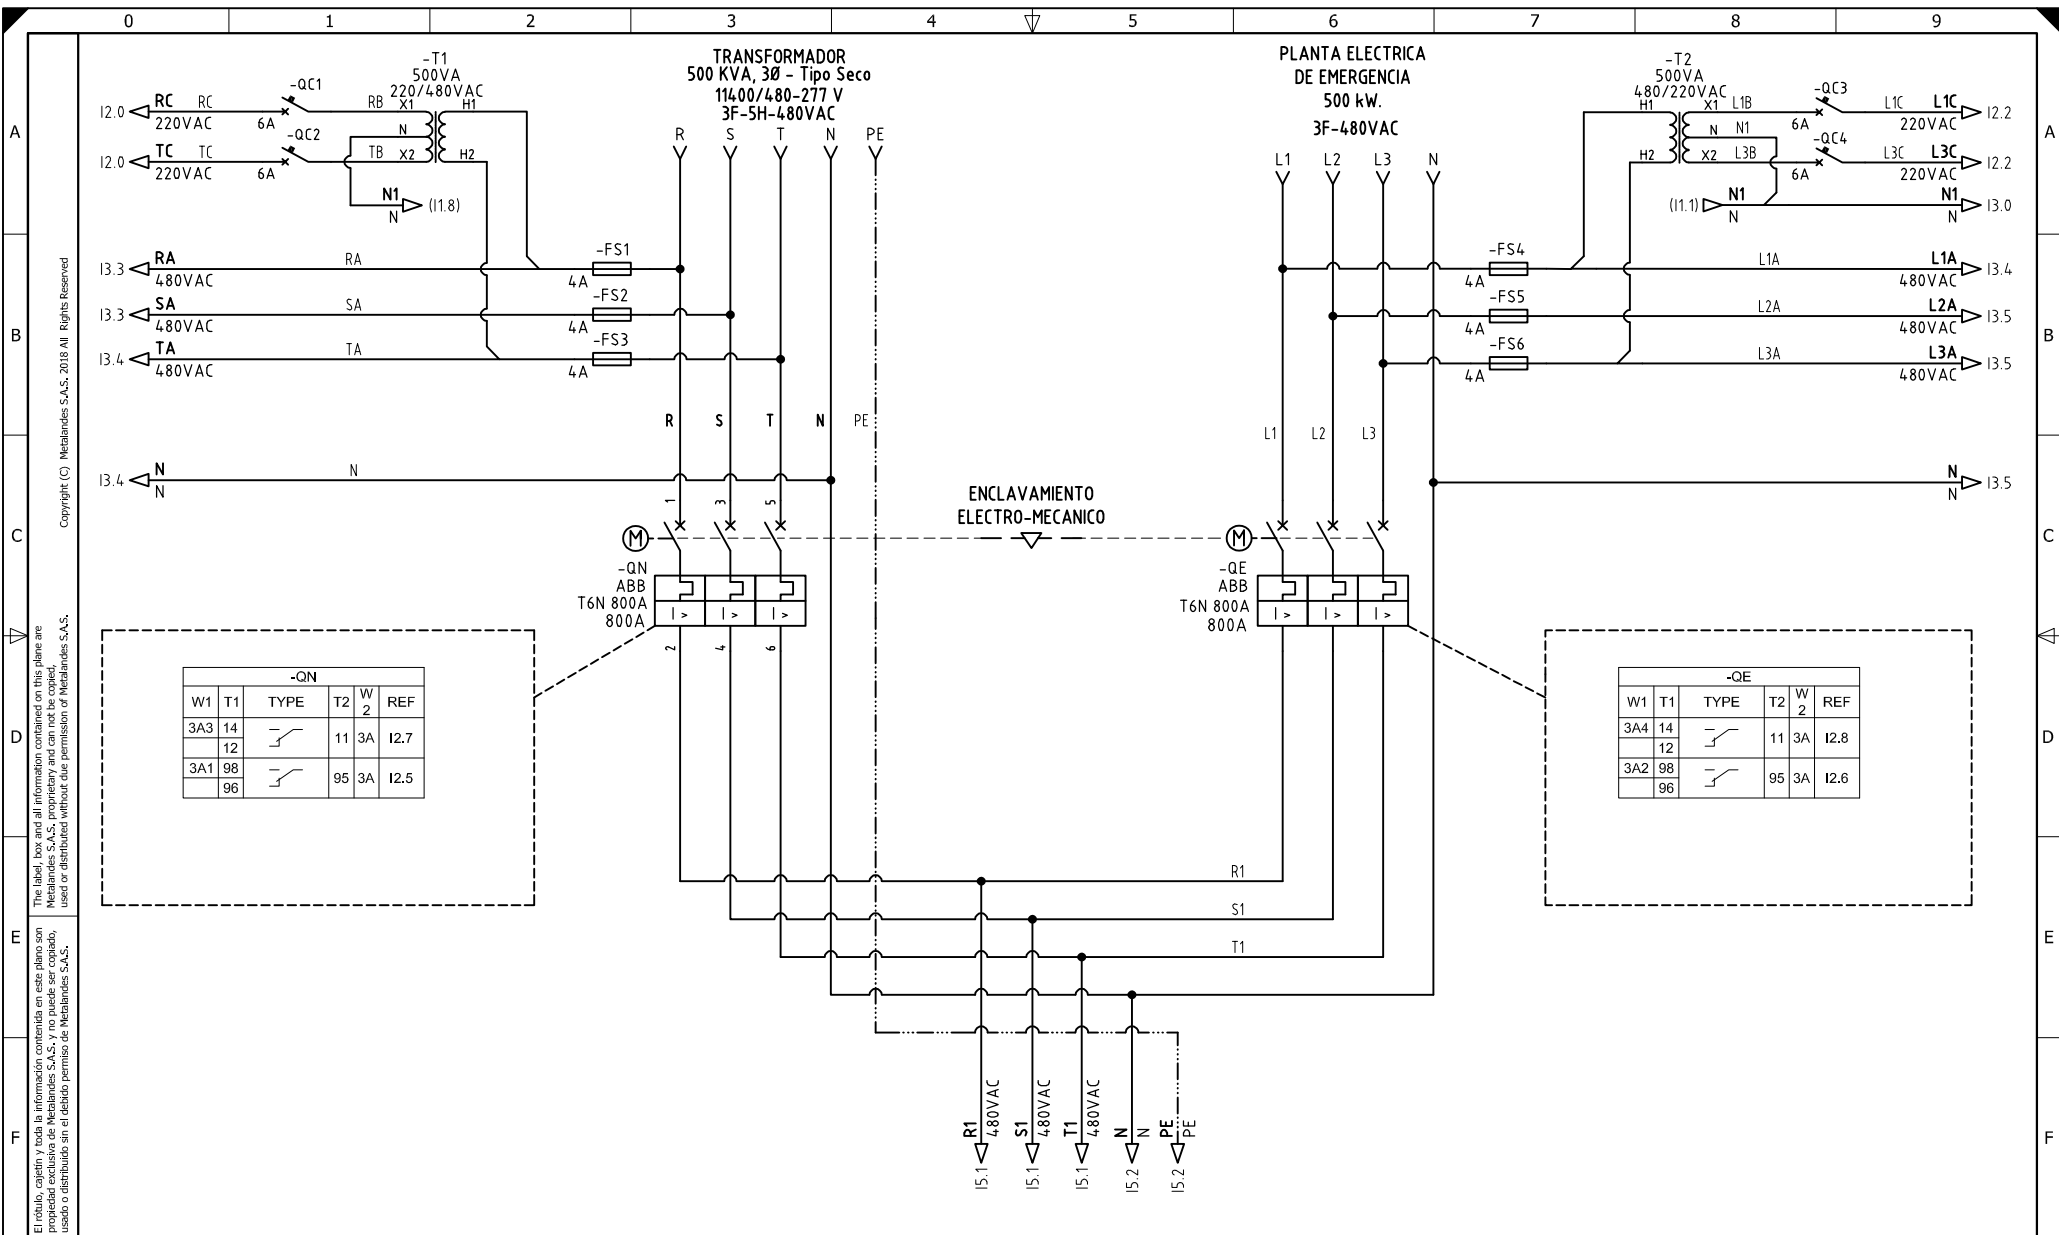 0 1 2 3 4 5 6 7 8 9
A
B
C
D
E
F
A
B
C
D
E
F
Copyright (C) Metalandes S.A.S. 2018 All Rights Reserved
The label, box and all information contained on this plane are
Metalandes S.A.S. proprietary and can not be copied,
used or distributed without due permission of Metalandes S.A.S.
El rótulo, cajetín y toda la información contenida en este plano son
propiedad exclusiva de Metalandes S.A.S. y no puede ser copiado,
usado o distribuido sin el debido permiso de Metalandes S.A.S.
-T1
500VA
220/480VAC
I2.0 RC RC -QC1 RB X1 H1
220VAC 6A N
-QC2
I2.0 TC TC TB X2 H2
220VAC 6A
N1 (I1.8)
N
TRANSFORMADOR
500 KVA, 3Ø - Tipo Seco
11400/480-277 V
3F-5H-480VAC
R S T N PE
PLANTA ELECTRICA
DE EMERGENCIA
500 kW.
3F-480VAC
L1 L2 L3 N
-T2
500VA
480/220VAC
H1 X1 L1B -QC3 L1C L1C I2.2
N N1 6A 220VAC
-QC4
H2 X2 L3B L3C L3C I2.2
6A 220VAC
(I1.1) N1 N1 I3.0
N N
I3.3 RA RA -FS1
480VAC 4A
I3.3 SA SA -FS2
480VAC 4A
I3.4 TA TA -FS3
480VAC 4A
-FS4 L1A L1A I3.4
4A 480VAC
-FS5 L2A L2A I3.5
4A 480VAC
-FS6 L3A L3A I3.5
4A 480VAC
R S T N PE
L1 L2 L3
I3.4 N N
N
N I3.5
N
1 3 5
ENCLAVAMIENTO
ELECTRO-MECANICO
M
M
-QN
ABB
T6N 800A
800A
I > I > I >
2 4 6
-QE
ABB
T6N 800A
800A
I > I > I >
-QN
W1 T1 TYPE T2 W2 REF
3A3 14 11 3A I2.7
12
3A1 98 95 3A I2.5
96
-QE
W1 T1 TYPE T2 W2 REF
3A4 14 11 3A I2.8
12
3A2 98 95 3A I2.6
96
R1
S1
T1
R1 480VAC I5.1
S1 480VAC I5.1
T1 480VAC I5.1
N N I5.2
PE PE I5.2